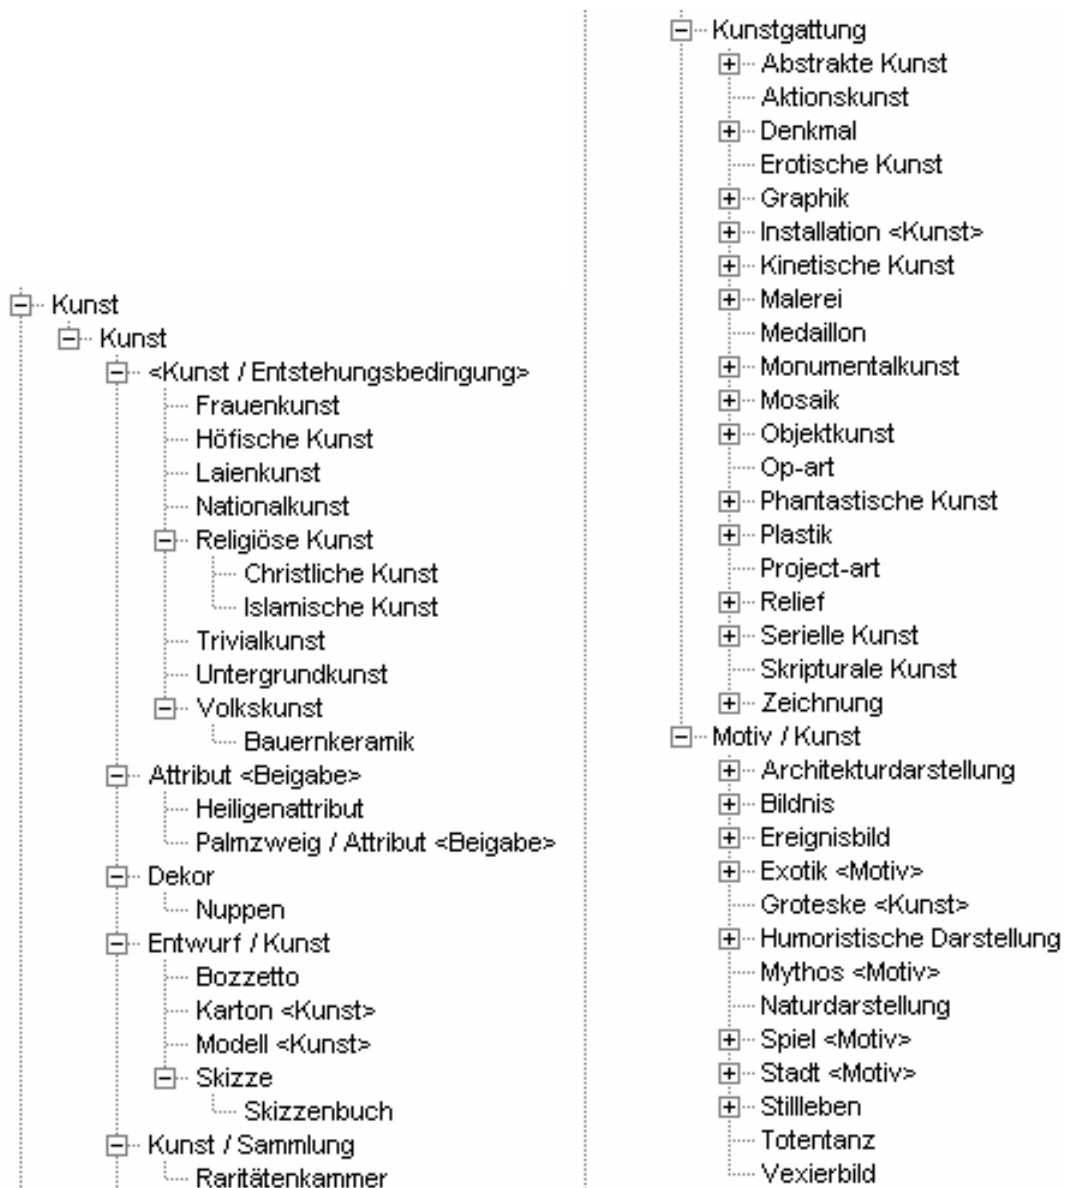 Kunst
Kunst
<Kunst / Entstehungsbedingung>
Frauenkunst
Höfische Kunst
Laienkunst
Nationalkunst
Religiöse Kunst
Christliche Kunst
Islamische Kunst
Trivialkunst
Untergrundkunst
Volkskunst
Bauernkeramik
Attribut <Beigabe>
Heiligenattribut
Palmzweig / Attribut <Beigabe>
Dekor
Nuppen
Entwurf / Kunst
Bozzetto
Karton <Kunst>
Modell <Kunst>
Skizze
Skizzenbuch
Kunst / Sammlung
Raritätenkammer
Kunstgattung
Abstrakte Kunst
Aktionskunst
Denkmal
Erotische Kunst
Graphik
Installation <Kunst>
Kinetische Kunst
Malerei
Medaillon
Monumentalkunst
Mosaik
Objektkunst
Op-art
Phantastische Kunst
Plastik
Project-art
Relief
Serielle Kunst
Skripturale Kunst
Zeichnung
Motiv / Kunst
Architekturdarstellung
Bildnis
Ereignisbild
Exotik <Motiv>
Groteske <Kunst>
Humoristische Darstellung
Mythos <Motiv>
Naturdarstellung
Spiel <Motiv>
Stadt <Motiv>
Stillleben
Totentanz
Vexierbild